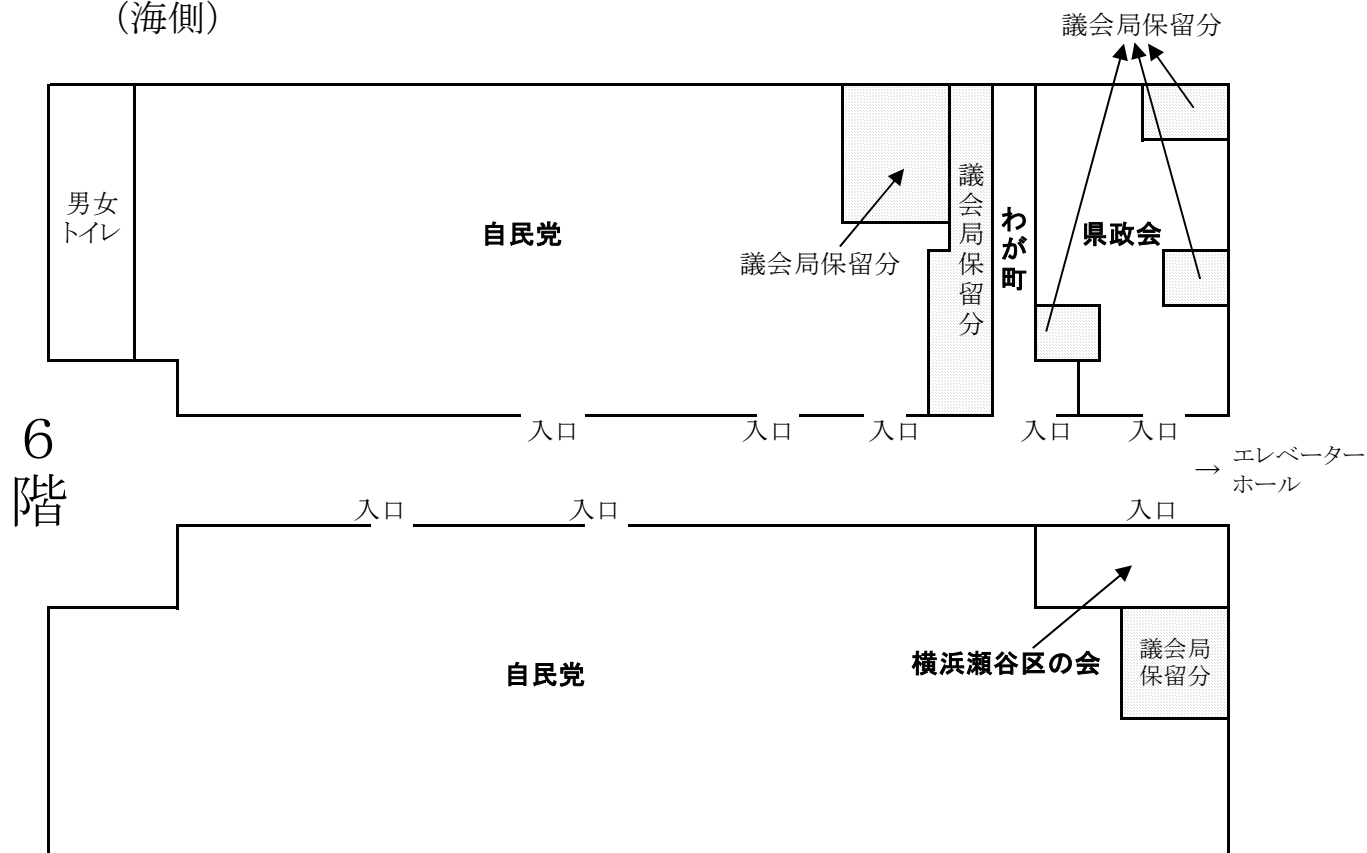 （海側）
議会局保留分
男女
トイレ
自民党
議会局保留分
議会局保留分
わが町
県政会
入口
入口
入口
入口
入口
6階
→ エレベーター
ホール
入口
入口
入口
横浜瀬谷区の会
議会局
保留分
自民党